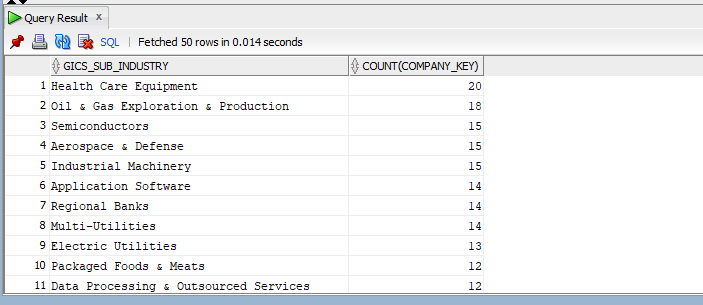 Query Result x
SQL | Fetched 50 rows in 0.014 seconds
GICS_SUB_INDUSTRY COUNT(COMPANY_KEY)
1 Health Care Equipment 20
2 Oil & Gas Exploration & Production 18
3 Semiconductors 15
4 Aerospace & Defense 15
5 Industrial Machinery 15
6 Application Software 14
7 Regional Banks 14
8 Multi-Utilities 14
9 Electric Utilities 13
10 Packaged Foods & Meats 12
11 Data Processing & Outsourced Services 12